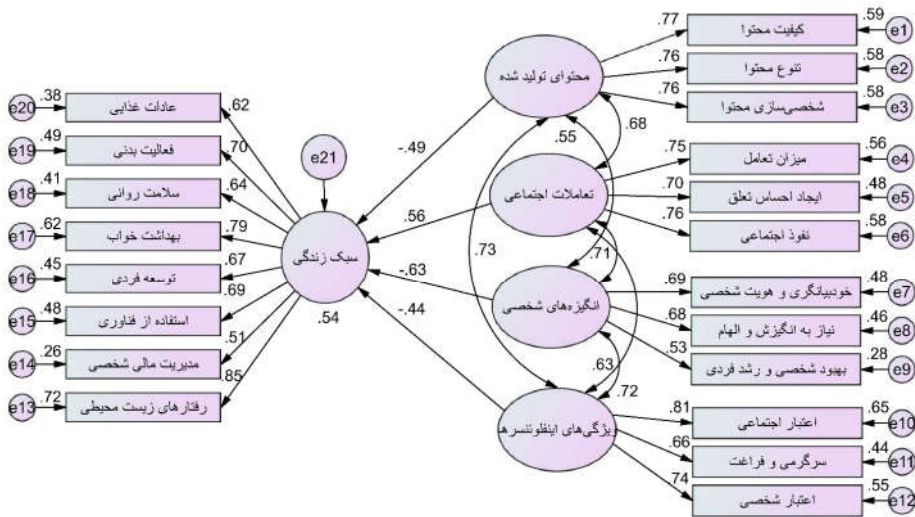 کیفیت محتوا
تنوع محتوا
شخصی‌سازی محتوا
محتوای تولید شده
.77
.76
.76
.59
.58
.58
e1
e2
e3
میزان تعامل
ایجاد احساس تعلق
نفوذ اجتماعی
تعاملات اجتماعی
.75
.70
.76
.56
.48
.58
e4
e5
e6
خودبیانگری و هویت شخصی
نیاز به انگیزش و الهام
بهبود شخصی و رشد فردی
انگیزه‌های شخصی
.69
.68
.53
.48
.46
.28
e7
e8
e9
اعتبار اجتماعی
سرگرمی و فراغت
اعتبار شخصی
ویژگی‌های اینفلوئنسرها
.81
.66
.74
.65
.44
.55
e10
e11
e12
.68
.55
.73
.71
.63
.72
-.49
.56
-.63
-.44
سبک زندگی
.54
e21
عادات غذایی
فعالیت بدنی
سلامت روانی
بهداشت خواب
توسعه فردی
استفاده از فناوری
مدیریت مالی شخصی
رفتارهای زیست محیطی
.62
.70
.64
.79
.67
.69
.51
.85
.38
.49
.41
.62
.45
.48
.26
.72
e20
e19
e18
e17
e16
e15
e14
e13